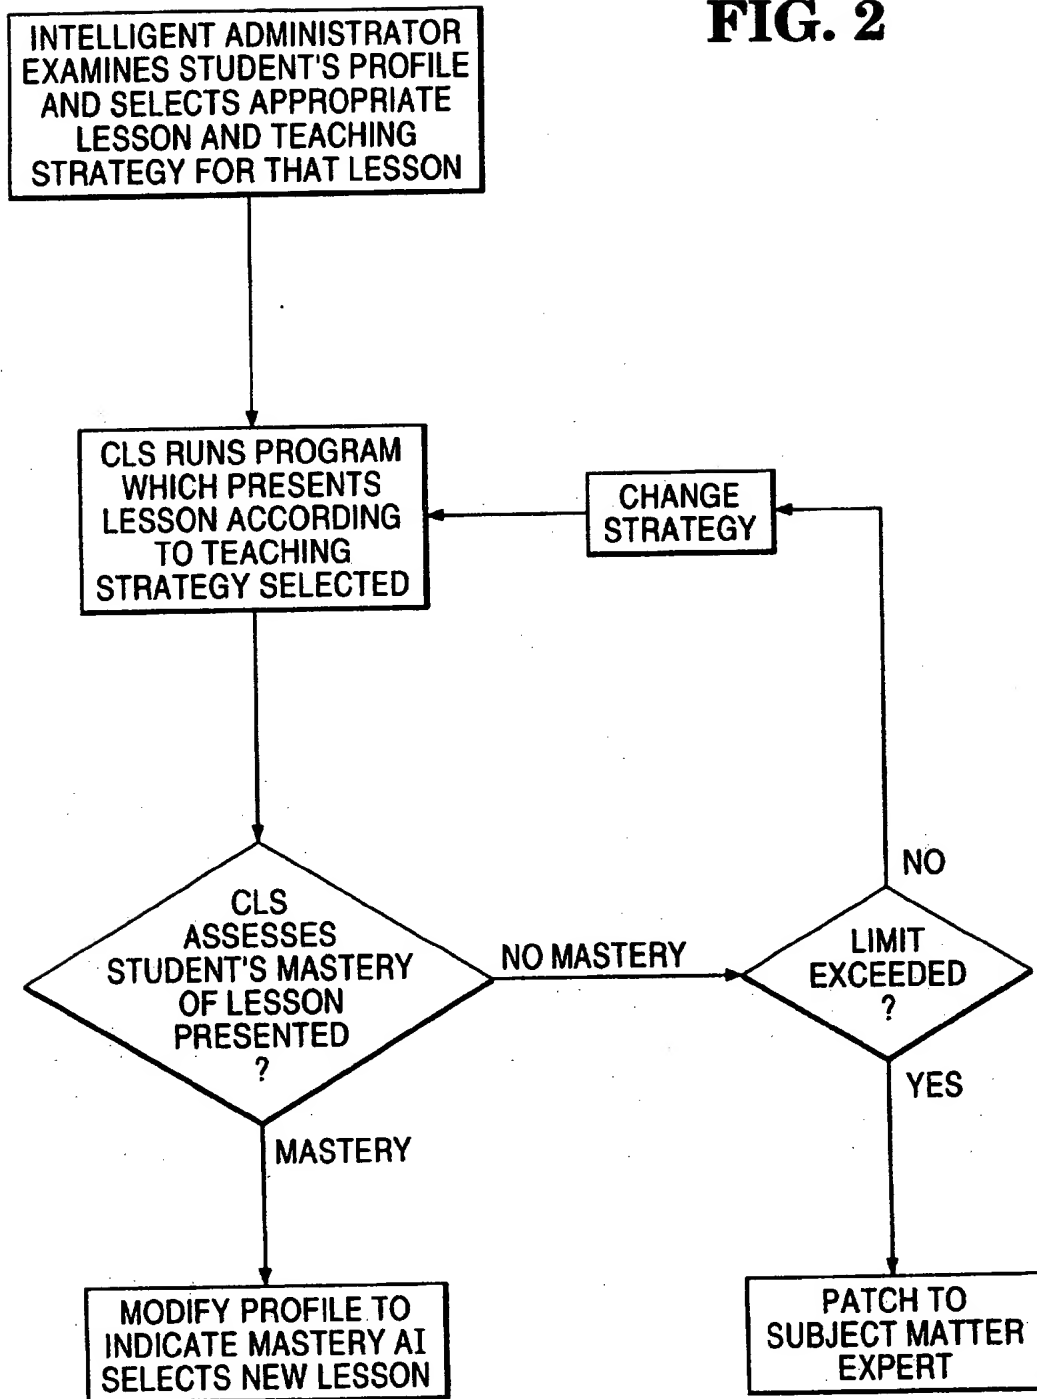 FIG. 2
INTELLIGENT ADMINISTRATOR
EXAMINES STUDENT'S PROFILE
AND SELECTS APPROPRIATE
LESSON AND TEACHING
STRATEGY FOR THAT LESSON
CLS RUNS PROGRAM
WHICH PRESENTS
LESSON ACCORDING
TO TEACHING
STRATEGY SELECTED
CHANGE
STRATEGY
CLS
ASSESSES
STUDENT'S MASTERY
OF LESSON
PRESENTED
?
NO MASTERY
LIMIT
EXCEEDED
?
NO
YES
MASTERY
MODIFY PROFILE TO
INDICATE MASTERY AI
SELECTS NEW LESSON
PATCH TO
SUBJECT MATTER
EXPERT